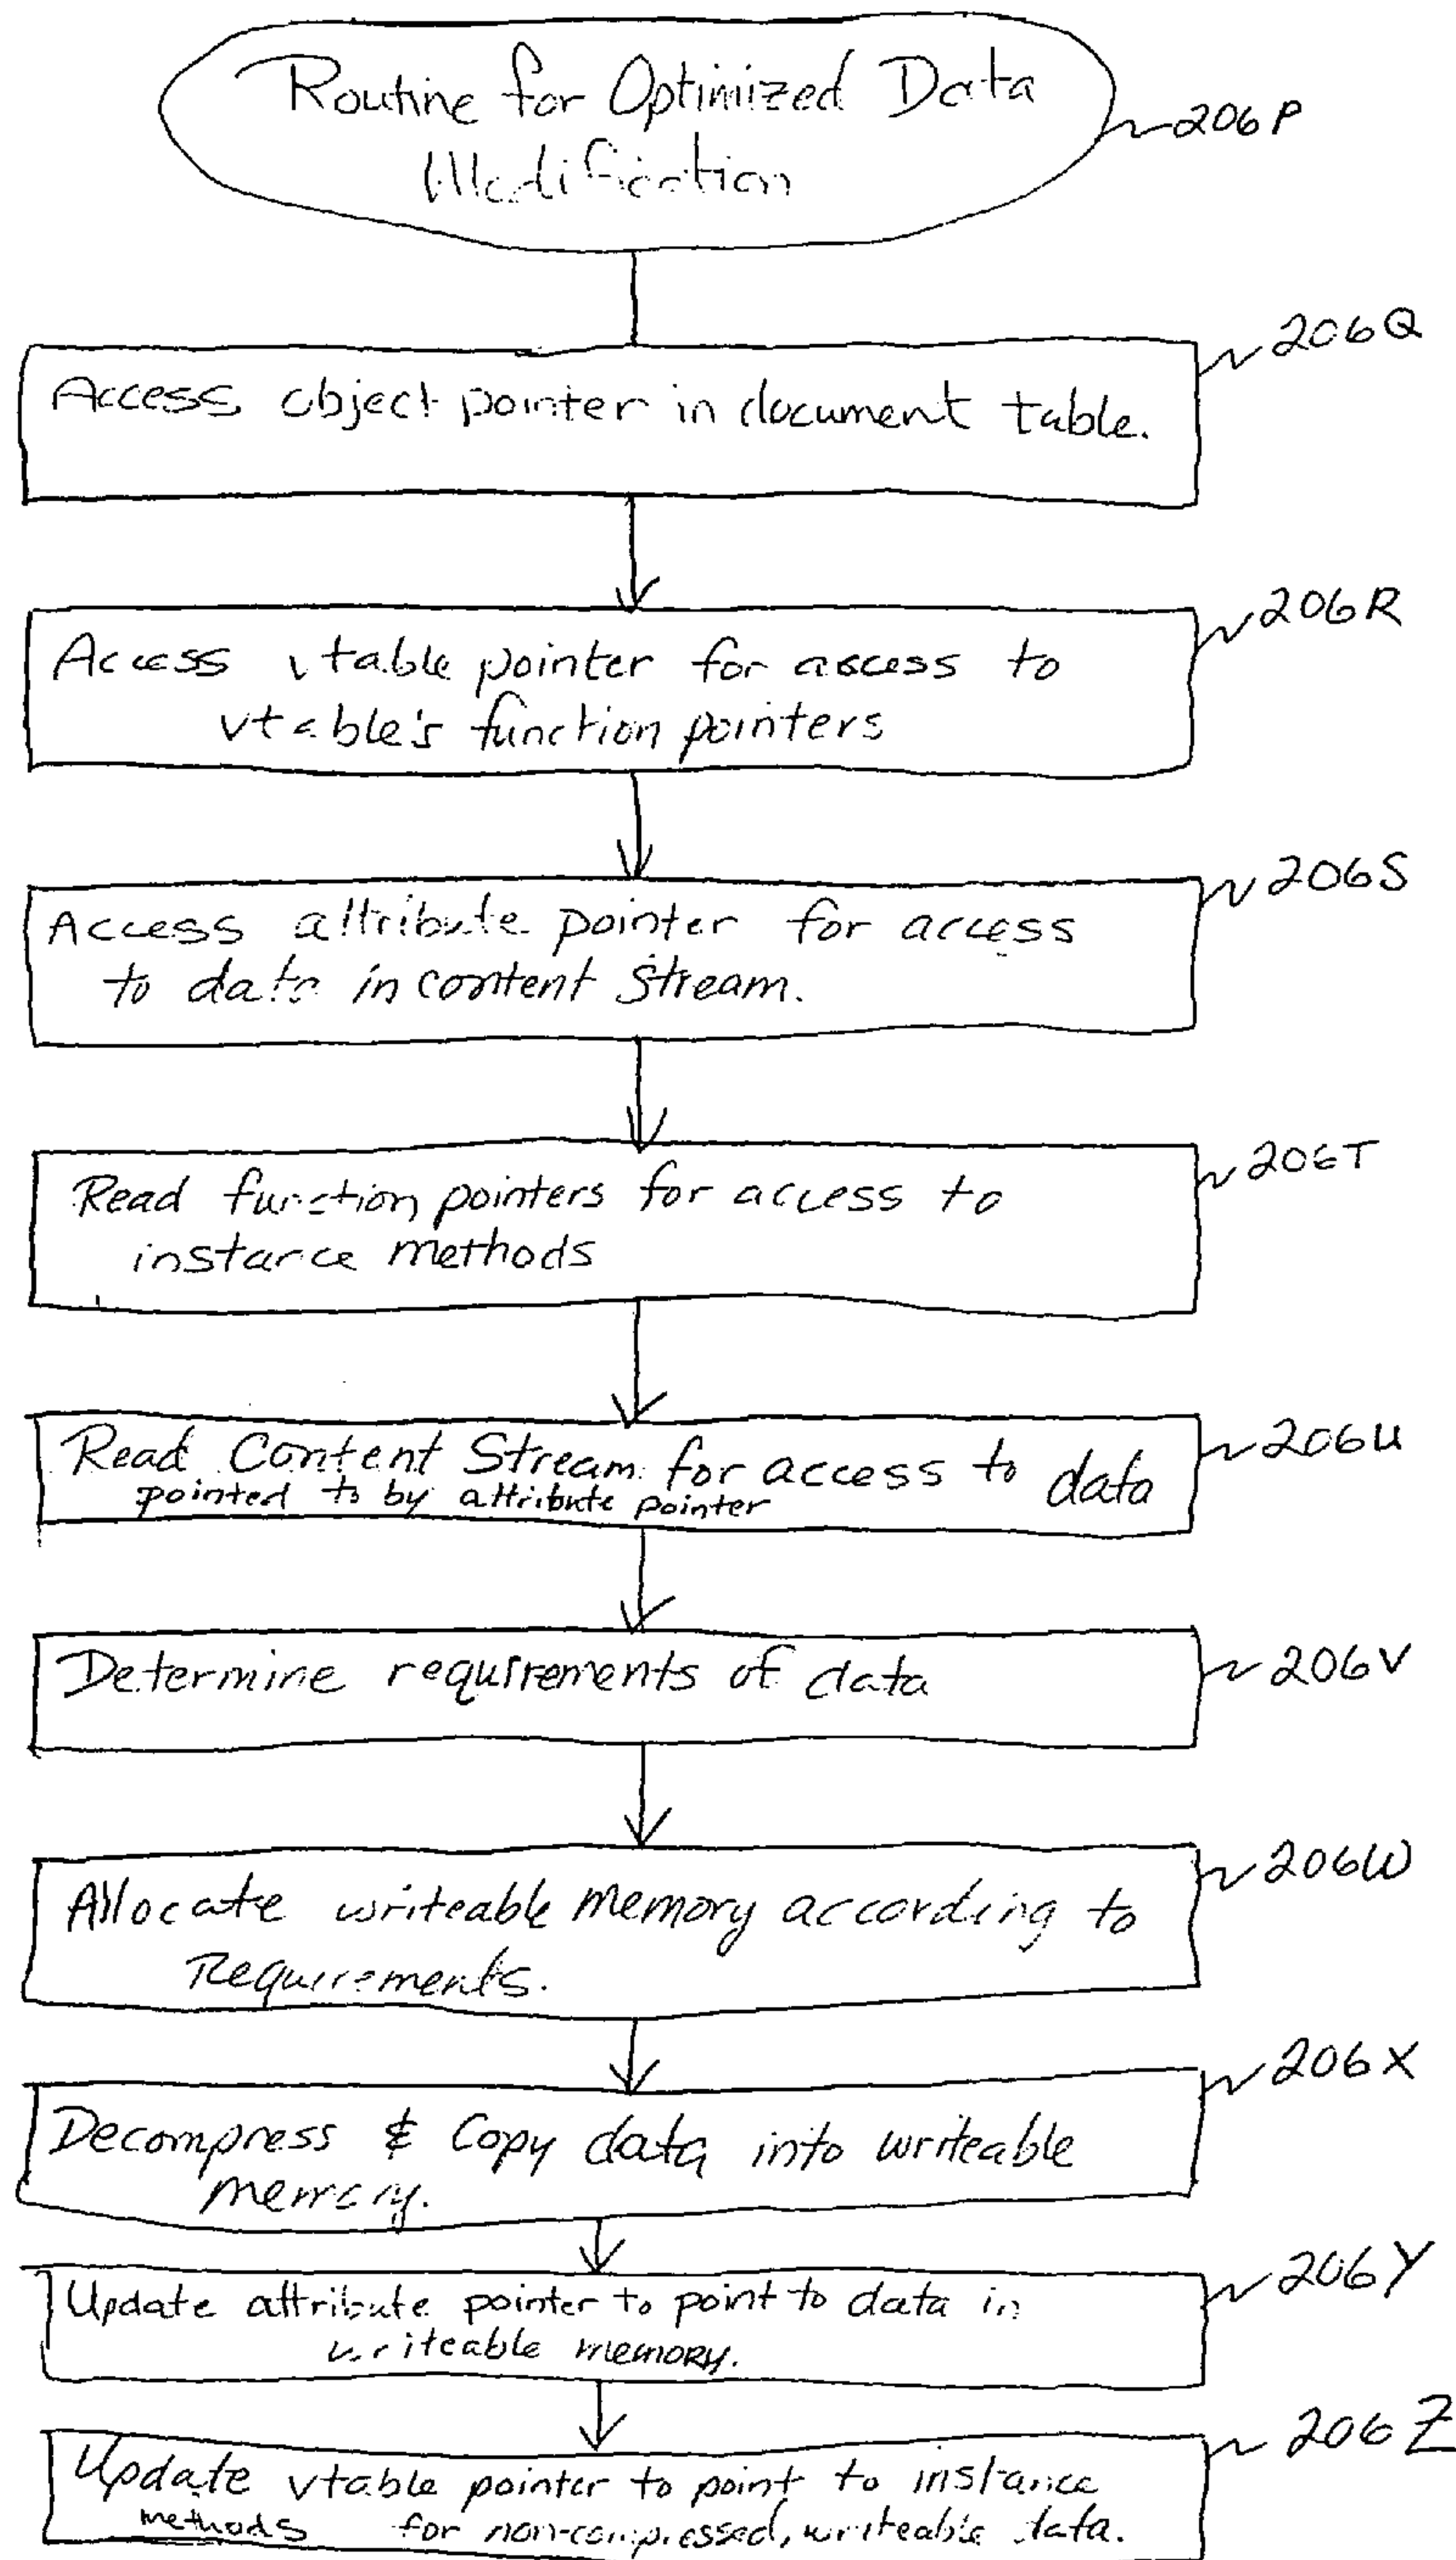 Routine for Optimized Data
Modification
206P
206Q
Access object pointer in document table.
206R
Access vtable pointer for access to
vtable's function pointers
206S
Access attribute pointer for access
to data in content Stream.
206T
Read function pointers for access to
instance methods
206U
Read Content Stream for access to data
pointed to by attribute pointer
206V
Determine requirements of data
206W
Allocate writeable memory according to
Requirements.
206X
Decompress & Copy data into writeable
memory.
206Y
Update attribute pointer to point to data in
writeable memory.
206Z
Update vtable pointer to point to instance
methods for non-compressed, writeable data.